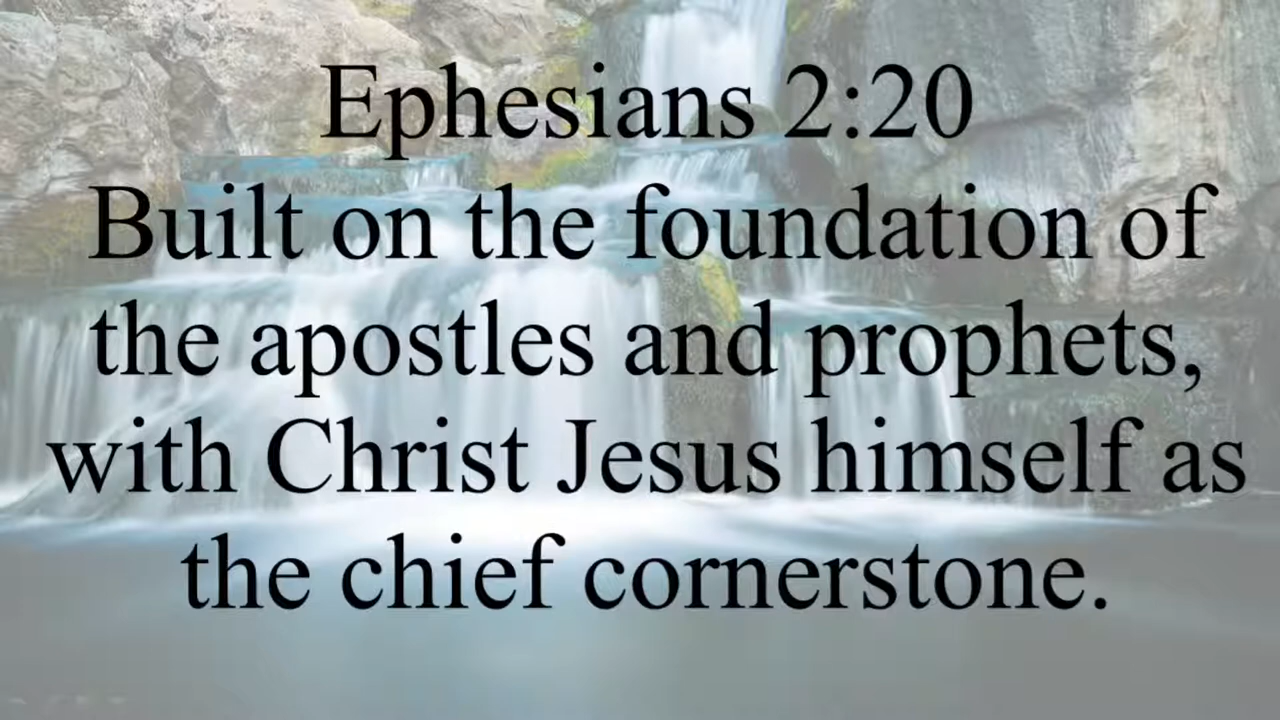 Ephesians 2:20
Built on the foundation of
the apostles and prophets,
with Christ Jesus himself as
the chief cornerstone.